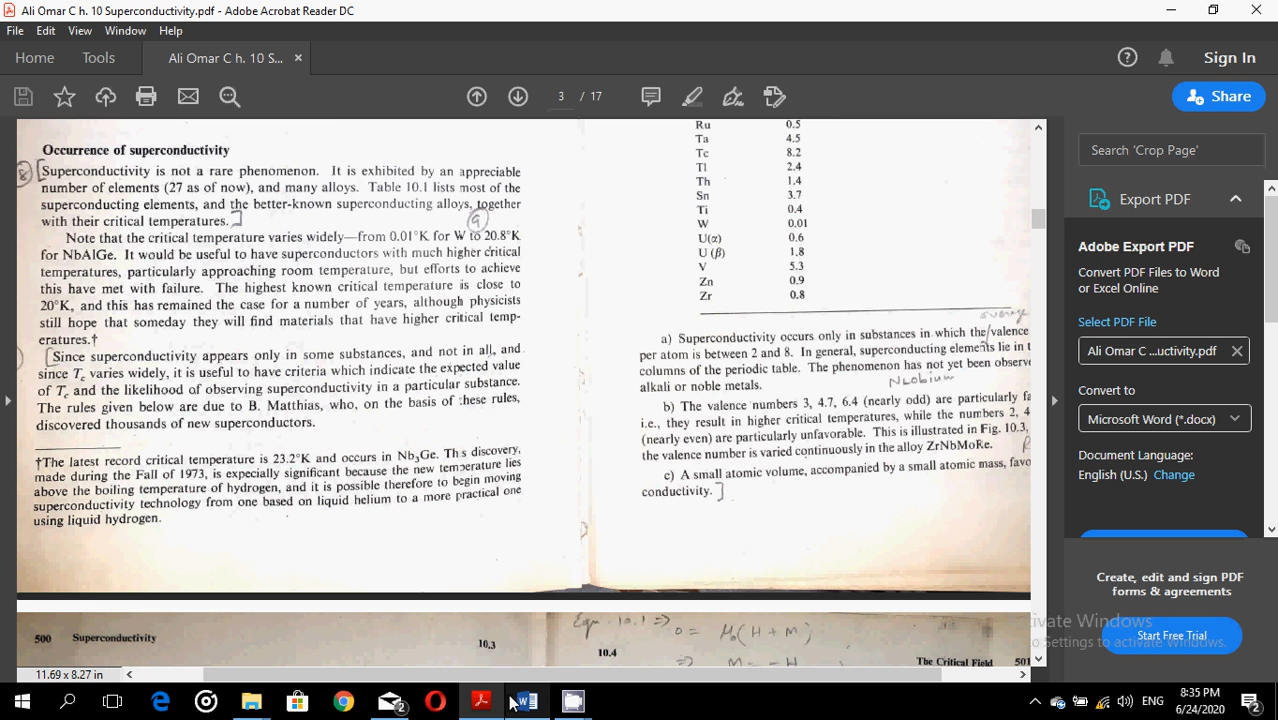 Ali Omar C h. 10 Superconductivity.pdf - Adobe Acrobat Reader DC
File Edit View Window Help
Home Tools Ali Omar C h. 10 S... × Sign In
3 / 17 Share
Occurrence of superconductivity
8 [Superconductivity is not a rare phenomenon. It is exhibited by an appreciable
number of elements (27 as of now), and many alloys. Table 10.1 lists most of the
superconducting elements, and the better-known superconducting alloys, together
with their critical temperatures.]
9
Note that the critical temperature varies widely—from 0.01°K for W to 20.8°K
for NbAlGe. It would be useful to have superconductors with much higher critical
temperatures, particularly approaching room temperature, but efforts to achieve
this have met with failure. The highest known critical temperature is close to
20°K, and this has remained the case for a number of years, although physicists
still hope that someday they will find materials that have higher critical temp-
eratures.†
[Since superconductivity appears only in some substances, and not in all, and
since Tc varies widely, it is useful to have criteria which indicate the expected value
of Tc and the likelihood of observing superconductivity in a particular substance.
The rules given below are due to B. Matthias, who, on the basis of these rules,
discovered thousands of new superconductors.
†The latest record critical temperature is 23.2°K and occurs in Nb3Ge. This discovery,
made during the Fall of 1973, is expecially significant because the new temperature lies
above the boiling temperature of hydrogen, and it is possible therefore to begin moving
superconductivity technology from one based on liquid helium to a more practical one
using liquid hydrogen.
Ru 0.5
Ta 4.5
Tc 8.2
Tl 2.4
Th 1.4
Sn 3.7
Ti 0.4
W 0.01
U(α) 0.6
U (β) 1.8
V 5.3
Zn 0.9
Zr 0.8
average
a) Superconductivity occurs only in substances in which the/valence
per atom is between 2 and 8. In general, superconducting elements lie in t
columns of the periodic table. The phenomenon has not yet been observe
alkali or noble metals.
Neobium
b) The valence numbers 3, 4.7, 6.4 (nearly odd) are particularly fa
i.e., they result in higher critical temperatures, while the numbers 2, 4
(nearly even) are particularly unfavorable. This is illustrated in Fig. 10.3,
the valence number is varied continuously in the alloy ZrNbMoRe.
c) A small atomic volume, accompanied by a small atomic mass, favo
conductivity.]
500 Superconductivity 10.3
Eqn. 10.1 => 0 = μ0(H + M)
=> M = -H
10.4 The Critical Field 501
11.69 x 8.27 in
Search 'Crop Page'
Export PDF
Adobe Export PDF
Convert PDF Files to Word
or Excel Online
Select PDF File
Ali Omar C ...uctivity.pdf ×
Convert to
Microsoft Word (*.docx)
Document Language:
English (U.S.) Change
Create, edit and sign PDF
forms & agreements
Start Free Trial
ivate Windows
o Settings to activate Windows.
2
ENG
8:35 PM
6/24/2020
2